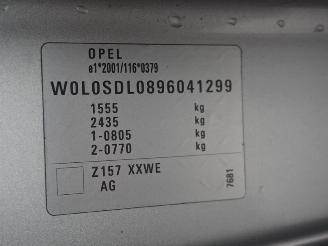 OPEL
e1*2001/116*0379
W0L0SDL0896041299
1555 kg
2435 kg
1-0805 kg
2-0770 kg
Z157 XXWE
AG
7681